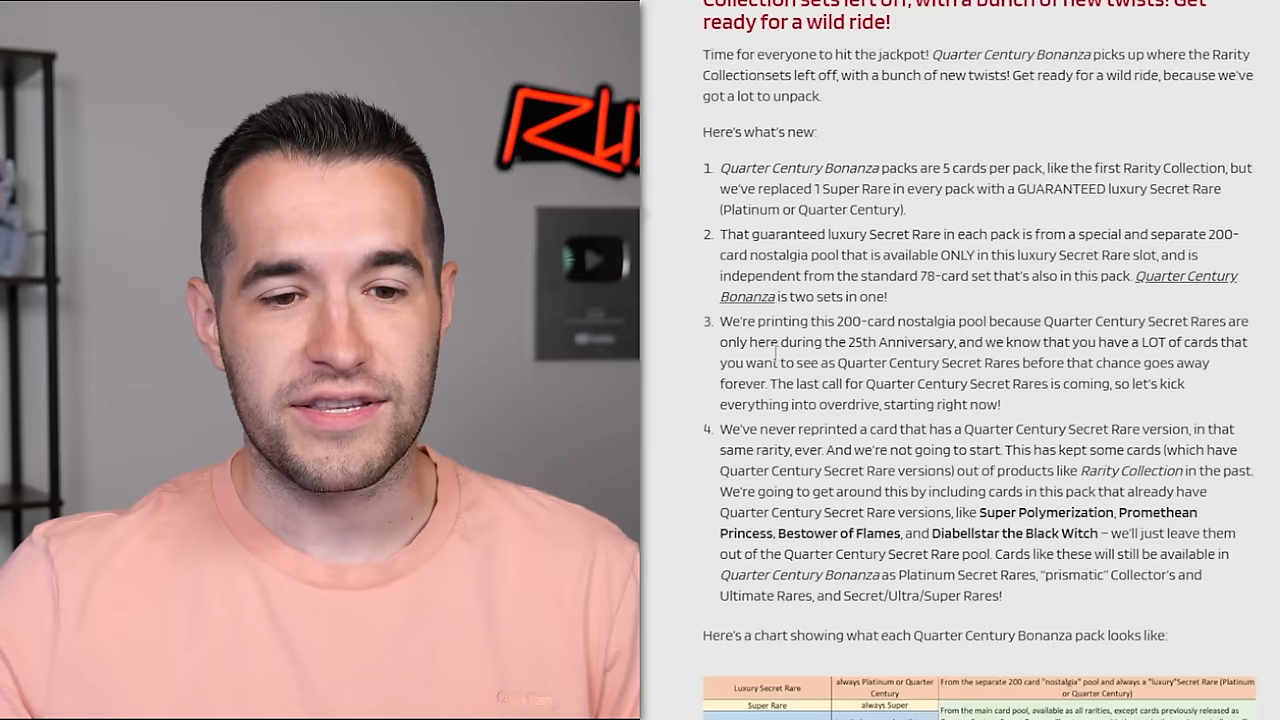 Collection sets left off, with a bunch of new twists! Get
ready for a wild ride!
Time for everyone to hit the jackpot! Quarter Century Bonanza picks up where the Rarity
Collectionsets left off, with a bunch of new twists! Get ready for a wild ride, because we've
got a lot to unpack.
Here's what's new:
1. Quarter Century Bonanza packs are 5 cards per pack, like the first Rarity Collection, but
we've replaced 1 Super Rare in every pack with a GUARANTEED luxury Secret Rare
(Platinum or Quarter Century).
2. That guaranteed luxury Secret Rare in each pack is from a special and separate 200-
card nostalgia pool that is available ONLY in this luxury Secret Rare slot, and is
independent from the standard 78-card set that's also in this pack. Quarter Century
Bonanza is two sets in one!
3. We're printing this 200-card nostalgia pool because Quarter Century Secret Rares are
only here during the 25th Anniversary, and we know that you have a LOT of cards that
you want to see as Quarter Century Secret Rares before that chance goes away
forever. The last call for Quarter Century Secret Rares is coming, so let's kick
everything into overdrive, starting right now!
4. We've never reprinted a card that has a Quarter Century Secret Rare version, in that
same rarity, ever. And we're not going to start. This has kept some cards (which have
Quarter Century Secret Rare versions) out of products like Rarity Collection in the past.
We're going to get around this by including cards in this pack that already have
Quarter Century Secret Rare versions, like Super Polymerization, Promethean
Princess, Bestower of Flames, and Diabellstar the Black Witch – we'll just leave them
out of the Quarter Century Secret Rare pool. Cards like these will still be available in
Quarter Century Bonanza as Platinum Secret Rares, "prismatic" Collector's and
Ultimate Rares, and Secret/Ultra/Super Rares!
Here's a chart showing what each Quarter Century Bonanza pack looks like:
Luxury Secret Rare
always Platinum or Quarter
Century
From the separate 200 card "nostalgia" pool and always a "luxury"Secret Rare (Platinum
or Quarter Century)
Super Rare
always Super
From the main card pool, available as all rarities, except cards previously released as